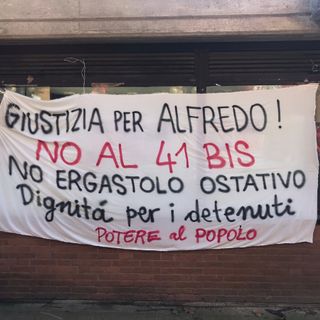 GIUSTIZIA PER ALFREDO!
NO AL 41 BIS
NO ERGASTOLO OSTATIVO
Dignitá per i detenuti
POTERE al POPOLO